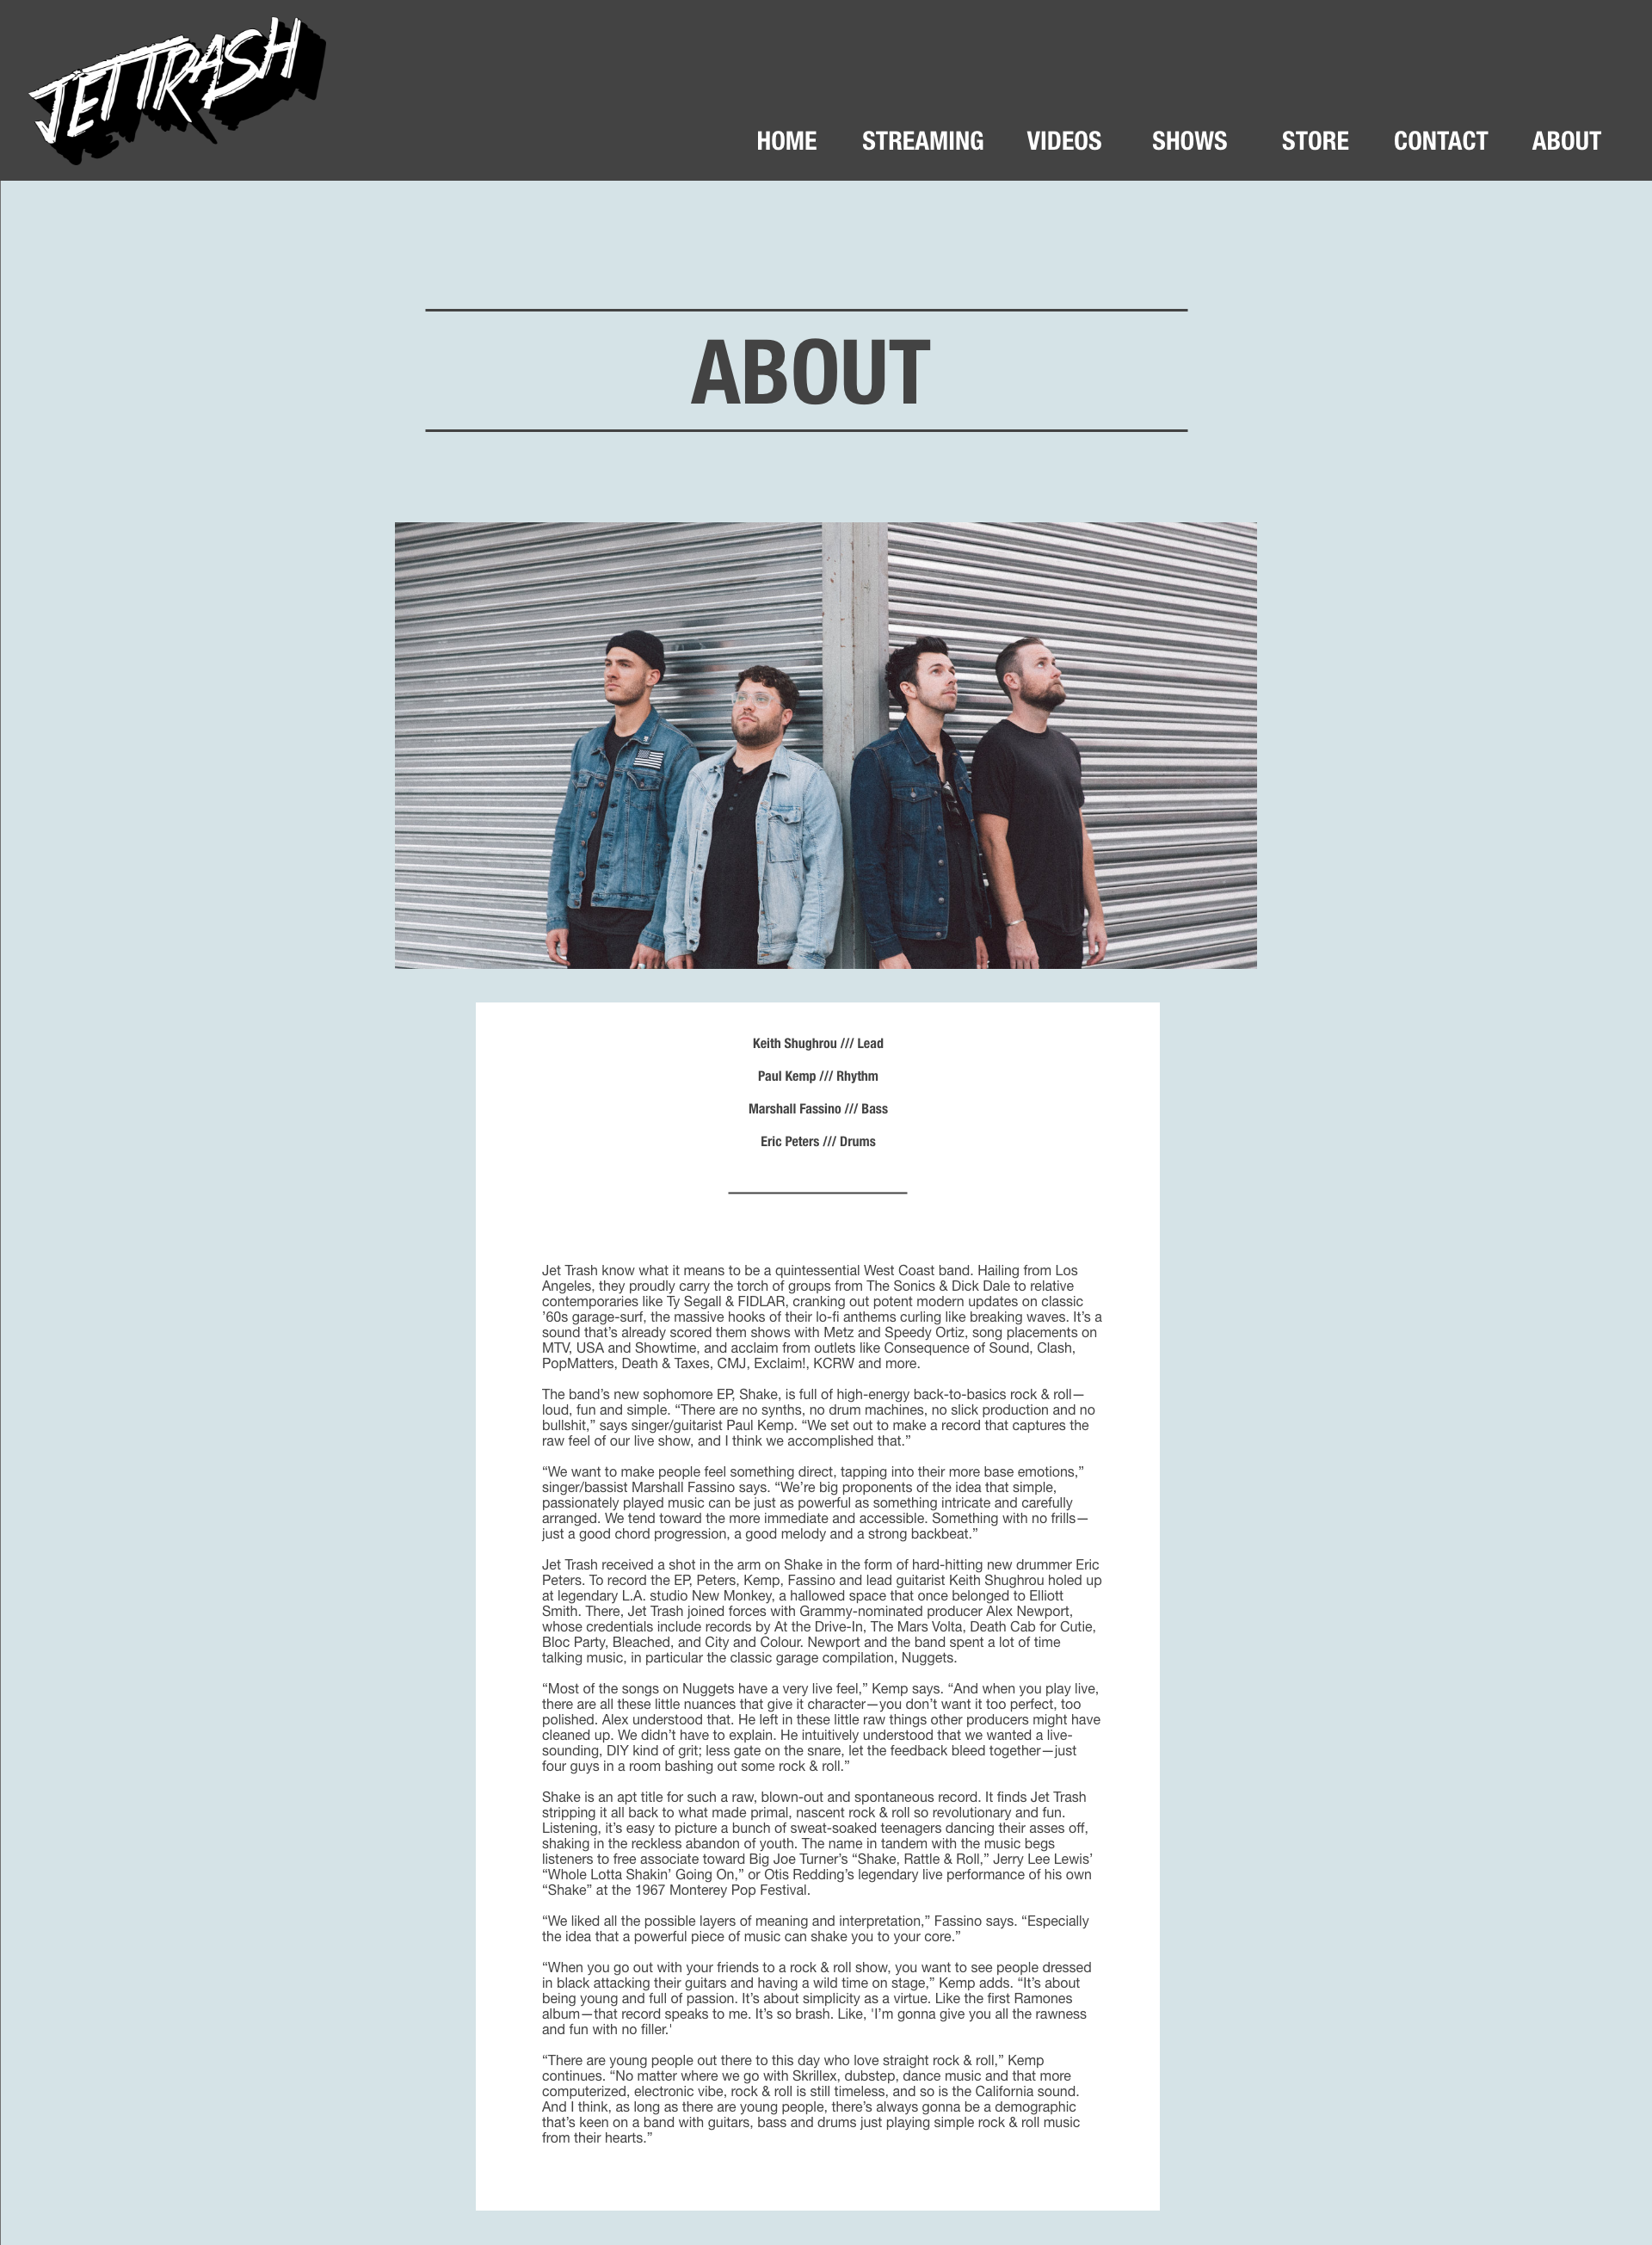 JET TRASH
HOME STREAMING VIDEOS SHOWS STORE CONTACT ABOUT
ABOUT
Keith Shughrou /// Lead
Paul Kemp /// Rhythm
Marshall Fassino /// Bass
Eric Peters /// Drums
Jet Trash know what it means to be a quintessential West Coast band. Hailing from Los
Angeles, they proudly carry the torch of groups from The Sonics & Dick Dale to relative
contemporaries like Ty Segall & FIDLAR, cranking out potent modern updates on classic
’60s garage-surf, the massive hooks of their lo-fi anthems curling like breaking waves. It’s a
sound that’s already scored them shows with Metz and Speedy Ortiz, song placements on
MTV, USA and Showtime, and acclaim from outlets like Consequence of Sound, Clash,
PopMatters, Death & Taxes, CMJ, Exclaim!, KCRW and more.
The band’s new sophomore EP, Shake, is full of high-energy back-to-basics rock & roll—
loud, fun and simple. “There are no synths, no drum machines, no slick production and no
bullshit,” says singer/guitarist Paul Kemp. “We set out to make a record that captures the
raw feel of our live show, and I think we accomplished that.”
“We want to make people feel something direct, tapping into their more base emotions,”
singer/bassist Marshall Fassino says. “We’re big proponents of the idea that simple,
passionately played music can be just as powerful as something intricate and carefully
arranged. We tend toward the more immediate and accessible. Something with no frills—
just a good chord progression, a good melody and a strong backbeat.”
Jet Trash received a shot in the arm on Shake in the form of hard-hitting new drummer Eric
Peters. To record the EP, Peters, Kemp, Fassino and lead guitarist Keith Shughrou holed up
at legendary L.A. studio New Monkey, a hallowed space that once belonged to Elliott
Smith. There, Jet Trash joined forces with Grammy-nominated producer Alex Newport,
whose credentials include records by At the Drive-In, The Mars Volta, Death Cab for Cutie,
Bloc Party, Bleached, and City and Colour. Newport and the band spent a lot of time
talking music, in particular the classic garage compilation, Nuggets.
“Most of the songs on Nuggets have a very live feel,” Kemp says. “And when you play live,
there are all these little nuances that give it character—you don’t want it too perfect, too
polished. Alex understood that. He left in these little raw things other producers might have
cleaned up. We didn’t have to explain. He intuitively understood that we wanted a live-
sounding, DIY kind of grit; less gate on the snare, let the feedback bleed together—just
four guys in a room bashing out some rock & roll.”
Shake is an apt title for such a raw, blown-out and spontaneous record. It finds Jet Trash
stripping it all back to what made primal, nascent rock & roll so revolutionary and fun.
Listening, it’s easy to picture a bunch of sweat-soaked teenagers dancing their asses off,
shaking in the reckless abandon of youth. The name in tandem with the music begs
listeners to free associate toward Big Joe Turner’s “Shake, Rattle & Roll,” Jerry Lee Lewis’
“Whole Lotta Shakin’ Going On,” or Otis Redding’s legendary live performance of his own
“Shake” at the 1967 Monterey Pop Festival.
“We liked all the possible layers of meaning and interpretation,” Fassino says. “Especially
the idea that a powerful piece of music can shake you to your core.”
“When you go out with your friends to a rock & roll show, you want to see people dressed
in black attacking their guitars and having a wild time on stage,” Kemp adds. “It’s about
being young and full of passion. It’s about simplicity as a virtue. Like the first Ramones
album—that record speaks to me. It’s so brash. Like, 'I’m gonna give you all the rawness
and fun with no filler.'
“There are young people out there to this day who love straight rock & roll,” Kemp
continues. “No matter where we go with Skrillex, dubstep, dance music and that more
computerized, electronic vibe, rock & roll is still timeless, and so is the California sound.
And I think, as long as there are young people, there’s always gonna be a demographic
that’s keen on a band with guitars, bass and drums just playing simple rock & roll music
from their hearts.”